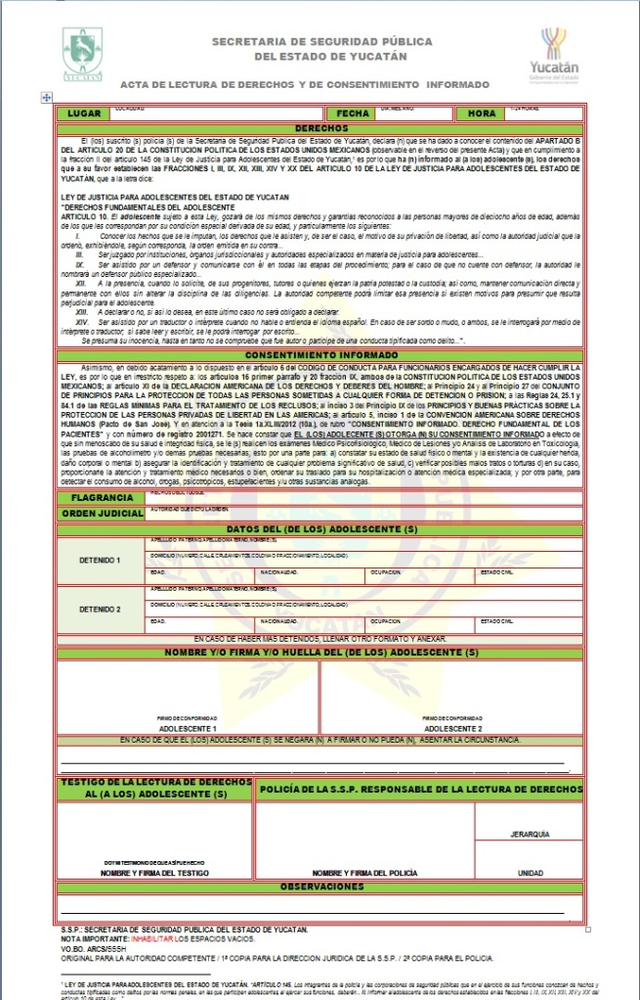 SECRETARIA DE SEGURIDAD PÚBLICA
DEL ESTADO DE YUCATÁN
YUCATÁN
Yucatán
Gobierno del Estado
ACTA DE LECTURA DE DERECHOS Y DE CONSENTIMIENTO INFORMADO
LUGAR LOCALIDAD FECHA DIA, MES, AÑO. HORA 1-24 HORAS.
DERECHOS
El (los) suscrito (s) policía (s) de la Secretaria de Seguridad Publica del Estado de Yucatán, declara (n) que se ha dado a conocer el contenido del APARTADO B
DEL ARTICULO 20 DE LA CONSTITUCION POLITICA DE LOS ESTADOS UNIDOS MEXICANOS (observable en el reverso del presente Acta) y que en cumplimiento a
la fracción II del artículo 145 de la Ley de Justicia para Adolescentes del Estado de Yucatán,¹ es por lo que ha (n) informado al (a los) adolescente (s), los derechos
que a su favor establecen las FRACCIONES I, III, IX, XII, XIII, XIV Y XX DEL ARTICULO 10 DE LA LEY DE JUSTICIA PARA ADOLESCENTES DEL ESTADO DE
YUCATÁN, que a la letra dice:
LEY DE JUSTICIA PARA ADOLESCENTES DEL ESTADO DE YUCATAN
"DERECHOS FUNDAMENTALES DEL ADOLESCENTE
ARTICULO 10. El adolescente sujeto a esta Ley, gozará de los mismos derechos y garantías reconocidos a las personas mayores de dieciocho años de edad, además
de los que les correspondan por su condición especial derivada de su edad, y particularmente los siguientes:
I. Conocer los hechos que se le imputan, los derechos que le asisten y, de ser el caso, el motivo de su privación de libertad, así como la autoridad judicial que la
ordenó, exhibiéndole, según corresponda, la orden emitida en su contra...
III. Ser juzgado por instituciones, órganos jurisdiccionales y autoridades especializados en materia de justicia para adolescentes...
IX. Ser asistido por un defensor y comunicarse con él en todas las etapas del procedimiento; para el caso de que no cuente con defensor, la autoridad le
nombrará un defensor público especializado...
XII. A la presencia, cuando lo solicite, de sus progenitores, tutores o quienes ejerzan la patria potestad o la custodia; así como, mantener comunicación directa y
permanente con ellos sin alterar la disciplina de las diligencias. La autoridad competente podrá limitar esa presencia si existen motivos para presumir que resulta
perjudicial para el adolescente.
XIII. A declarar o no, si así lo desea, en este último caso no será obligado a declarar.
XIV. Ser asistido por un traductor o intérprete cuando no hable o entienda el idioma español. En caso de ser sordo o mudo, o ambos, se le interrogará por medio de
intérprete o traductor; si sabe leer y escribir, se le podrá interrogar por escrito...
Se presuma su inocencia, hasta en tanto no se compruebe que fue autor o participe de una conducta tipificada como delito...".
CONSENTIMIENTO INFORMADO
Asimismo, en debido acatamiento a lo dispuesto en el artículo 6 del CODIGO DE CONDUCTA PARA FUNCIONARIOS ENCARGADOS DE HACER CUMPLIR LA
LEY, es por lo que en irrestricto respeto a: los artículos 16 primer párrafo y 20 fracción IX, ambos de la CONSTITUCION POLITICA DE LOS ESTADOS UNIDOS
MEXICANOS; al artículo XI de la DECLARACION AMERICANA DE LOS DERECHOS Y DEBERES DEL HOMBRE; al Principio 24 y al Principio 27 del CONJUNTO
DE PRINCIPIOS PARA LA PROTECCION DE TODAS LAS PERSONAS SOMETIDAS A CUALQUIER FORMA DE DETENCION O PRISION; a las Reglas 24, 25.1 y
84.1 de las REGLAS MINIMAS PARA EL TRATAMIENTO DE LOS RECLUSOS; al inciso 3 del Principio IX de los PRINCIPIOS Y BUENAS PRACTICAS SOBRE LA
PROTECCION DE LAS PERSONAS PRIVADAS DE LIBERTAD EN LAS AMERICAS; al artículo 5, inciso 1 de la CONVENCION AMERICANA SOBRE DERECHOS
HUMANOS (Pacto de San José). Y en atención a la Tesis 1a.XLIII/2012 (10a.), de rubro "CONSENTIMIENTO INFORMADO. DERECHO FUNDAMENTAL DE LOS
PACIENTES" y con número de registro 2001271. Se hace constar que EL (LOS) ADOLECENTE (S) OTORGA (N) SU CONSENTIMIENTO INFORMADO a efecto de
que sin menoscabo de su salud e integridad física, se le (s) realicen los exámenes Médico Psicofisiológico, Médico de Lesiones y/o Análisis de Laboratorio en Toxicología,
las pruebas de alcoholímetro y/o demás pruebas necesarias, esto por una parte para: a) constatar su estado de salud físico o mental y la existencia de cualquier herida,
daño corporal o mental b) asegurar la identificación y tratamiento de cualquier problema significativo de salud, c) verificar posibles malos tratos o torturas d) en su caso,
proporcionarle la atención y tratamiento médico necesarios o bien, ordenar su traslado para su hospitalización o atención médica especializada; y por otra parte, para
detectar el consumo de alcohol, drogas, psicotrópicos, estupefacientes y/u otras sustancias análogas.
FLAGRANCIA HECHOS DELICTUOSOS.
ORDEN JUDICIAL AUTORIDAD QUE DICTO LA ORDEN
DATOS DEL (DE LOS) ADOLESCENTE (S)
DETENIDO 1
APELLLIDO PATERNO, APELLIDO MATERNO, NOMBRE (S).
DOMICILIO (NUMERO, CALLE, CRUZAMIENTOS, COLONIA O FRACCIONAMIENTO, LOCALIDAD).
EDAD. NACIONALIDAD. OCUPACION. ESTADO CIVIL.
DETENIDO 2
APELLLIDO PATERNO, APELLIDO MATERNO, NOMBRE (S).
DOMICILIO (NUMERO, CALLE, CRUZAMIENTOS, COLONIA O FRACCIONAMIENTO, LOCALIDAD).
EDAD. NACIONALIDAD. OCUPACION. ESTADO CIVIL.
EN CASO DE HABER MAS DETENIDOS, LLENAR OTRO FORMATO Y ANEXAR.
NOMBRE Y/O FIRMA Y/O HUELLA DEL (DE LOS) ADOLESCENTE (S)
FIRMO DE CONFORMIDAD FIRMO DE CONFORMIDAD
ADOLESCENTE 1 ADOLESCENTE 2
EN CASO DE QUE EL (LOS) ADOLESCENTE (S) SE NEGARA (N) A FIRMAR O NO PUEDA (N), ASENTAR LA CIRCUNSTANCIA.
TESTIGO DE LA LECTURA DE DERECHOS
AL (A LOS) ADOLESCENTE (S)
POLICÍA DE LA S.S.P. RESPONSABLE DE LA LECTURA DE DERECHOS
JERARQUÍA
DOY MI TESTIMONIO DE QUE ASÍ FUE HECHO
NOMBRE Y FIRMA DEL TESTIGO NOMBRE Y FIRMA DEL POLICÍA UNIDAD
OBSERVACIONES
S.S.P.: SECRETARIA DE SEGURIDAD PUBLICA DEL ESTADO DE YUCATAN.
NOTA IMPORTANTE: INHABILITAR LOS ESPACIOS VACIOS.
VO.BO. ARCS/SSSH
ORIGINAL PARA LA AUTORIDAD COMPETENTE / 1ª COPIA PARA LA DIRECCION JURIDICA DE LA S.S.P. / 2ª COPIA PARA EL POLICIA.
¹ LEY DE JUSTICIA PARA ADOLESCENTES DEL ESTADO DE YUCATÁN. "ARTÍCULO 145. Los integrantes de la policía y las corporaciones de seguridad públicas que en el ejercicio de sus funciones conozcan de hechos y
conductas tipificadas como delitos por las normas penales, en las que participen adolescentes, al ejercer sus funciones, deberán... II. Informar al adolescente de los derechos establecidos en las fracciones I, III, IX, XII, XIII, XIV y XX del
artículo 10 de esta Ley..."